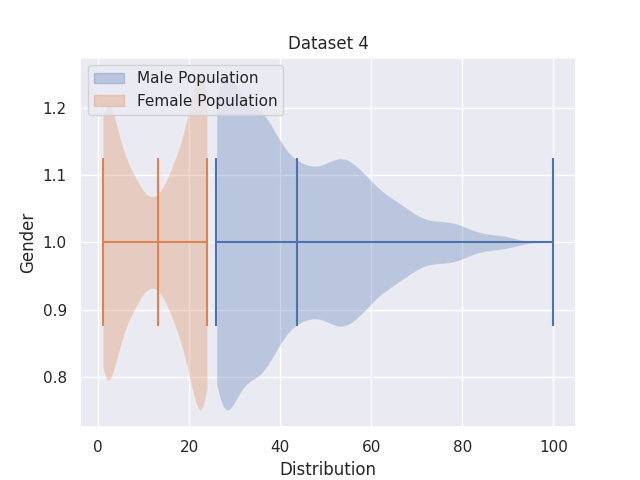 Dataset 4
Male Population
Female Population
1.2
1.1
1.0
0.9
0.8
Gender
0 20 40 60 80 100
Distribution